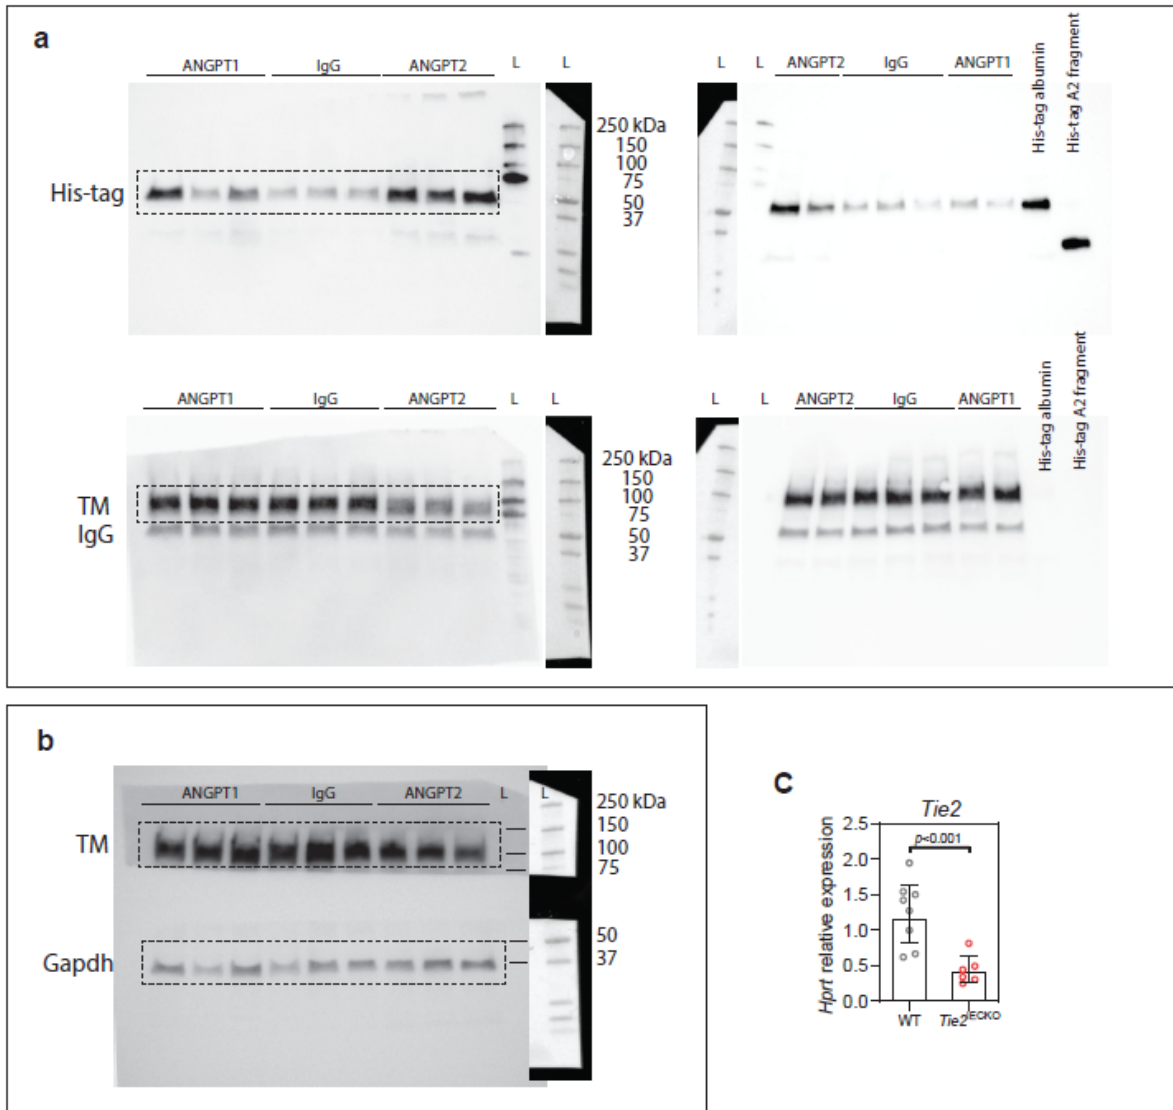 a
ANGPT1 IgG ANGPT2 L L
250 kDa
150
100
75
50
37
His-tag
L L ANGPT2 IgG ANGPT1 His-tag albumin His-tag A2 fragment
ANGPT1 IgG ANGPT2 L L
250 kDa
150
100
75
50
37
TM
IgG
L L ANGPT2 IgG ANGPT1 His-tag albumin His-tag A2 fragment
b
ANGPT1 IgG ANGPT2 L L
250 kDa
150
100
75
50
37
TM
Gapdh
C
Tie2
p<0.001
Hprt relative expression
2.5
2.0
1.5
1.0
0.5
0.0
WT Tie2 iECKO